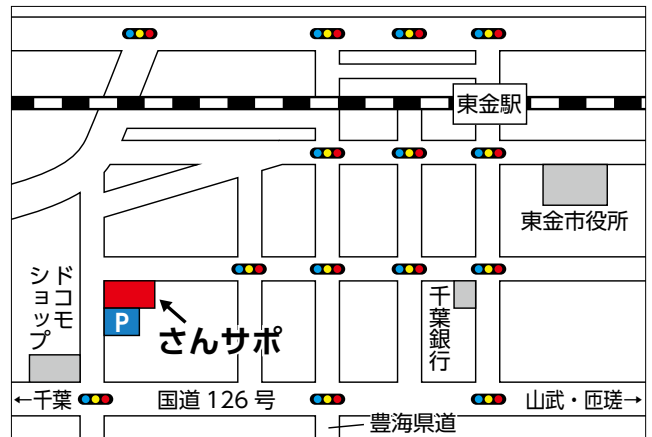 東金駅
東金市役所
ドコモ
ショップ
P
さんサポ
千葉銀行
←千葉
国道 126 号
山武・匝瑳→
豊海県道